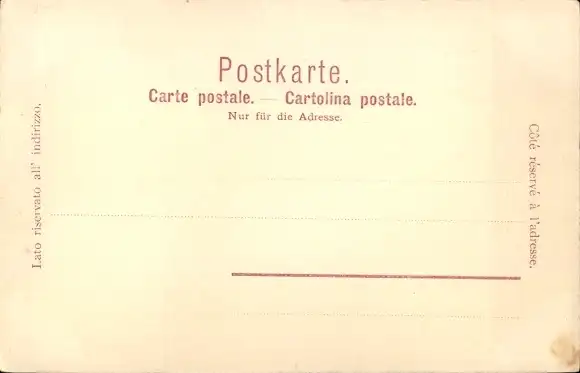 Postkarte.
Carte postale. — Cartolina postale.
Nur für die Adresse.
Lato riservato all' indirizzo.
Côté réservé à l'adresse.